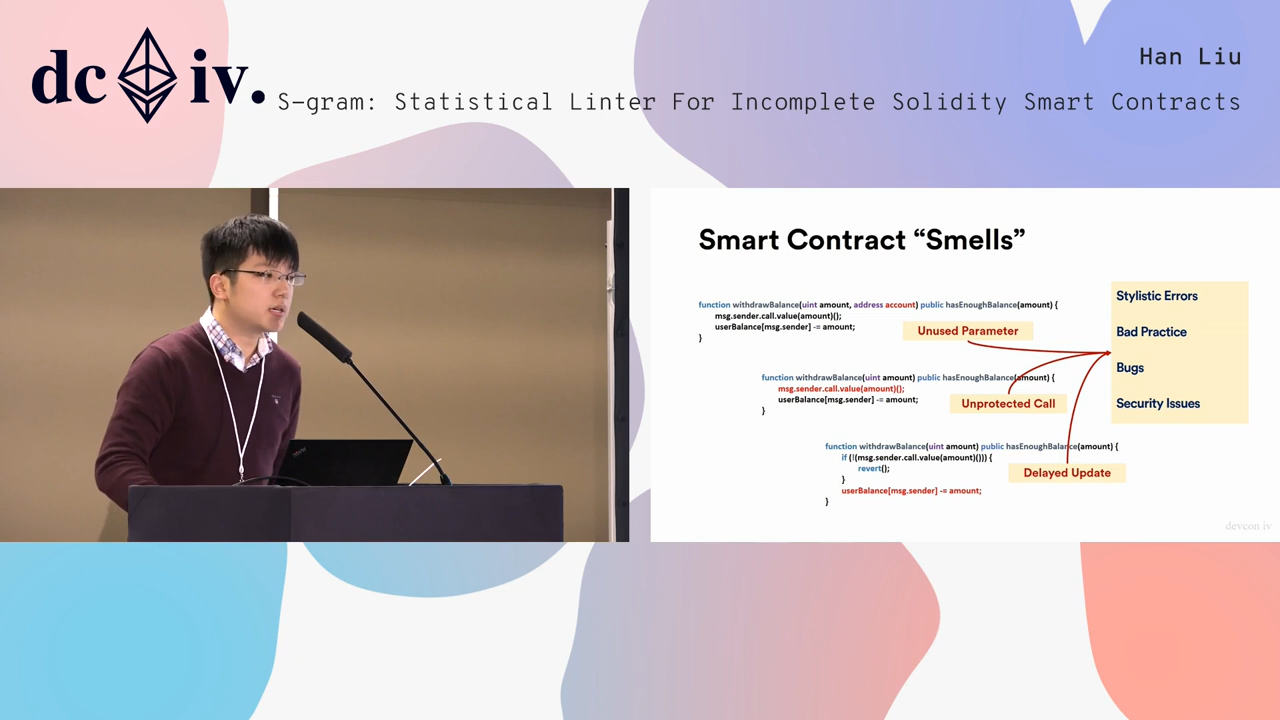 dc iv.
Han Liu
S-gram: Statistical Linter For Incomplete Solidity Smart Contracts
Smart Contract “Smells”
function withdrawBalance(uint amount, address account) public hasEnoughBalance(amount) {
msg.sender.call.value(amount)();
userBalance[msg.sender] -= amount;
}
Unused Parameter
function withdrawBalance(uint amount) public hasEnoughBalance(amount) {
msg.sender.call.value(amount)();
userBalance[msg.sender] -= amount;
}
Unprotected Call
function withdrawBalance(uint amount) public hasEnoughBalance(amount) {
if (!(msg.sender.call.value(amount)())) {
revert();
}
userBalance[msg.sender] -= amount;
}
Delayed Update
Stylistic Errors
Bad Practice
Bugs
Security Issues
devcon iv